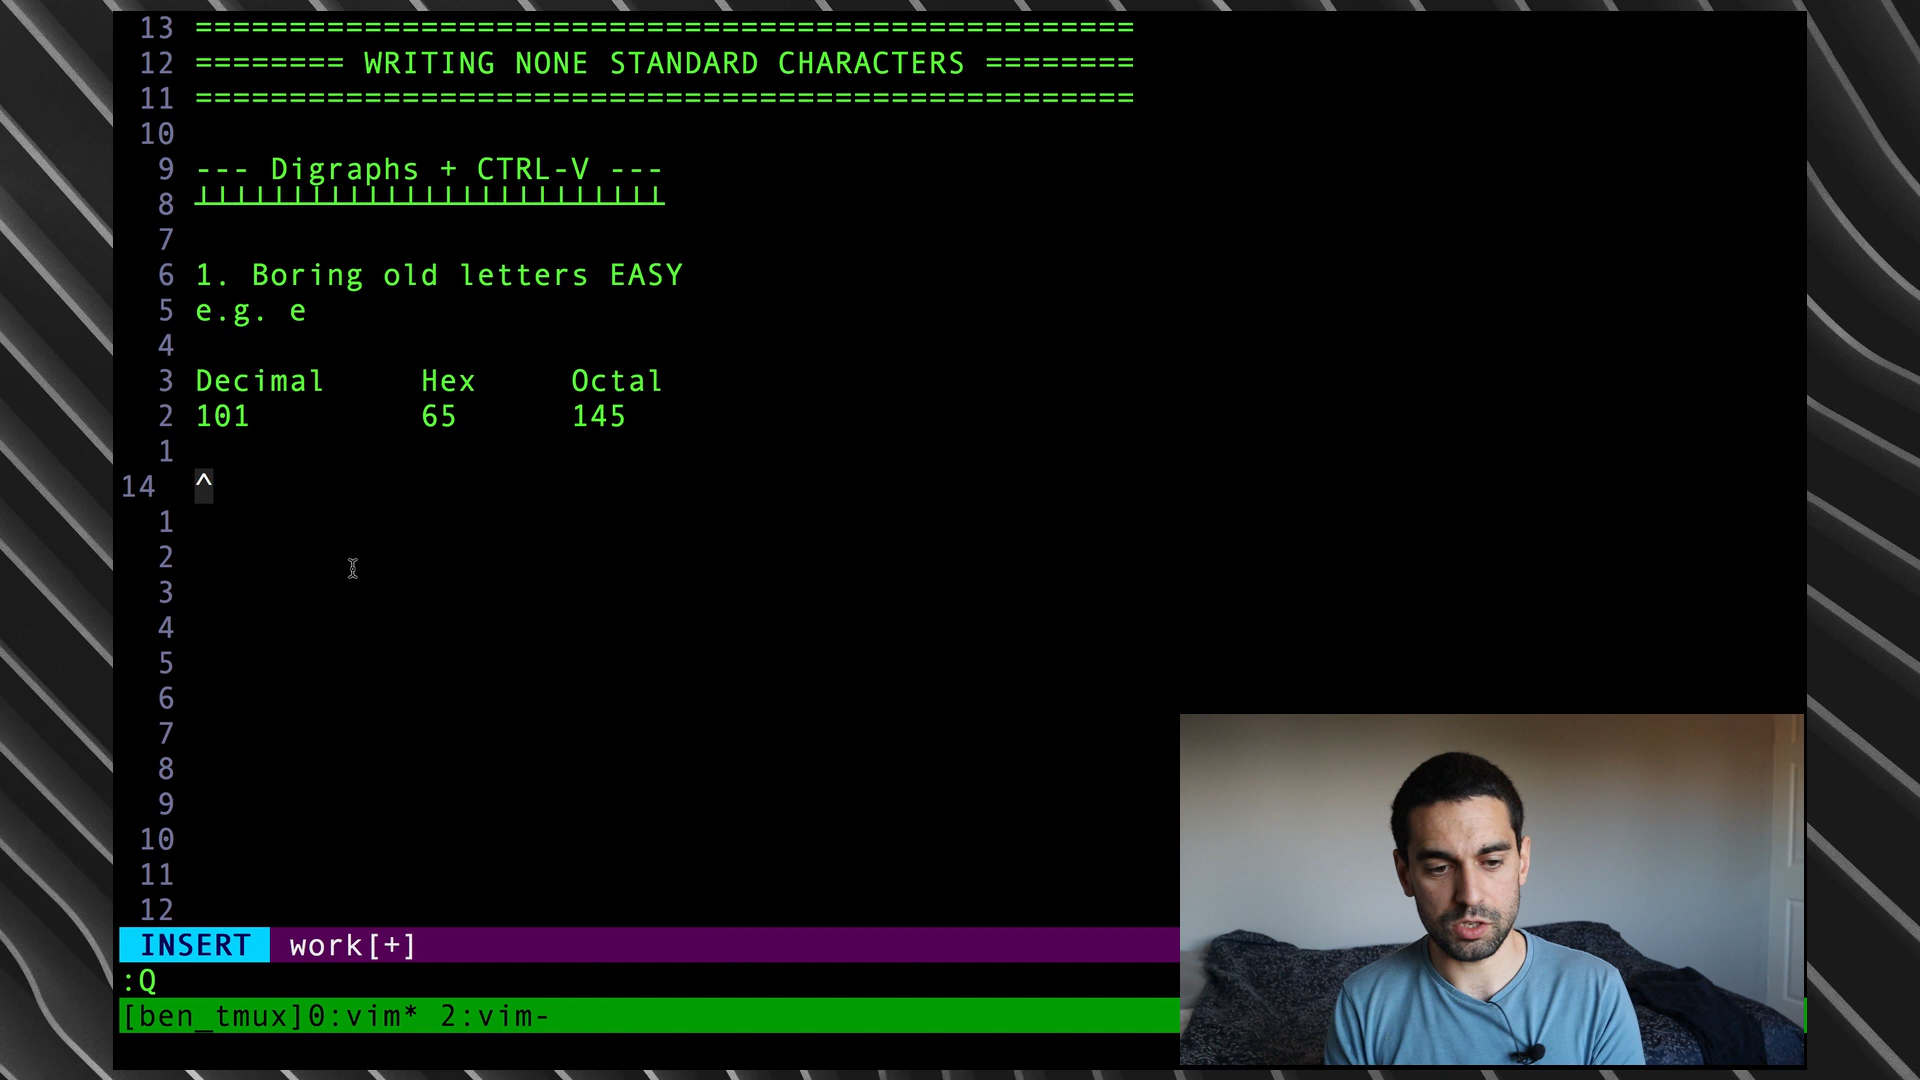 13 ==================================================
12 ======== WRITING NONE STANDARD CHARACTERS ========
11 ==================================================
10
9 --- Digraphs + CTRL-V ---
8 ┴┴┴┴┴┴┴┴┴┴┴┴┴┴┴┴┴┴┴┴┴┴┴┴┴
7
6 1. Boring old letters EASY
5 e.g. e
4
3 Decimal Hex Octal
2 101 65 145
1
14 ^
1
2
3
4
5
6
7
8
9
10
11
12
INSERT work[+]
:Q
[ben_tmux]0:vim* 2:vim-